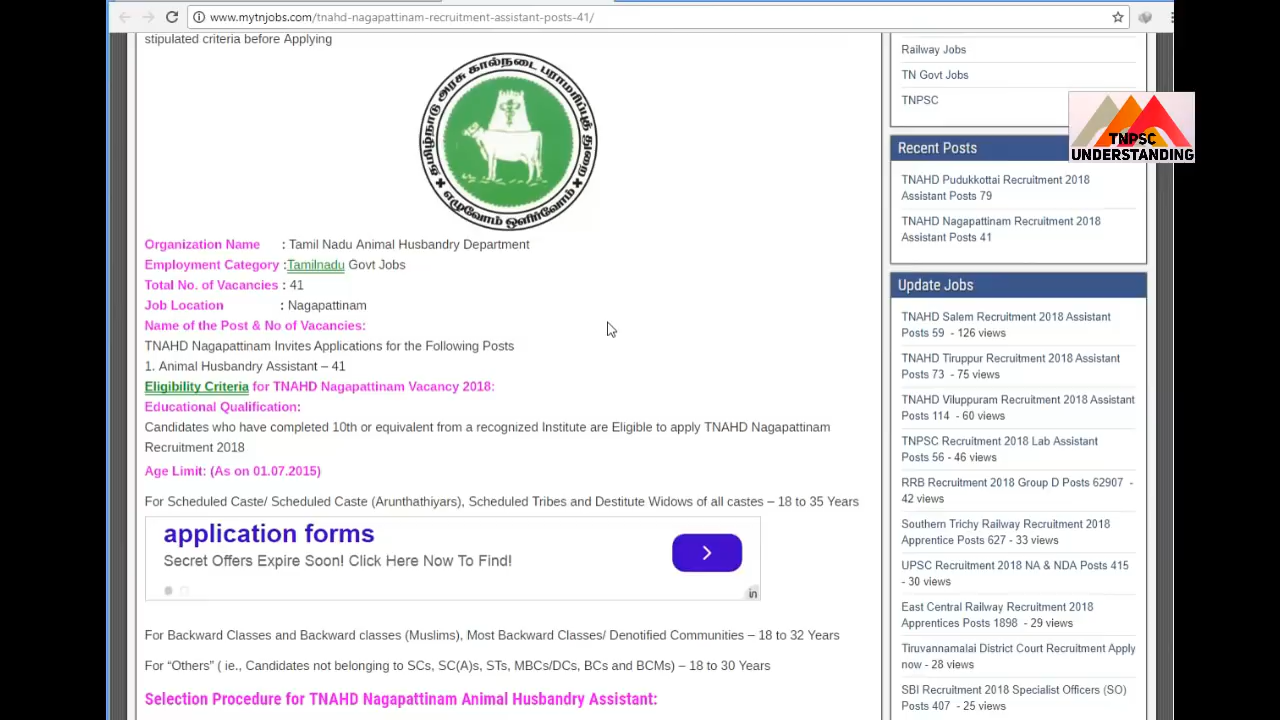 www.mytnjobs.com/tnahd-nagapattinam-recruitment-assistant-posts-41/
stipulated criteria before Applying
தமிழ்நாடு அரசு கால்நடை பராமரிப்புத் துறை
எழுவோம் ஒளிர்வோம்
Organization Name : Tamil Nadu Animal Husbandry Department
Employment Category :Tamilnadu Govt Jobs
Total No. of Vacancies : 41
Job Location : Nagapattinam
Name of the Post & No of Vacancies:
TNAHD Nagapattinam Invites Applications for the Following Posts
1. Animal Husbandry Assistant – 41
Eligibility Criteria for TNAHD Nagapattinam Vacancy 2018:
Educational Qualification:
Candidates who have completed 10th or equivalent from a recognized Institute are Eligible to apply TNAHD Nagapattinam
Recruitment 2018
Age Limit: (As on 01.07.2015)
For Scheduled Caste/ Scheduled Caste (Arunthathiyars), Scheduled Tribes and Destitute Widows of all castes – 18 to 35 Years
application forms
Secret Offers Expire Soon! Click Here Now To Find!
in
For Backward Classes and Backward classes (Muslims), Most Backward Classes/ Denotified Communities – 18 to 32 Years
For “Others” ( ie., Candidates not belonging to SCs, SC(A)s, STs, MBCs/DCs, BCs and BCMs) – 18 to 30 Years
Selection Procedure for TNAHD Nagapattinam Animal Husbandry Assistant:
Railway Jobs
TN Govt Jobs
TNPSC
TNPSC
UNDERSTANDING
Recent Posts
TNAHD Pudukkottai Recruitment 2018
Assistant Posts 79
TNAHD Nagapattinam Recruitment 2018
Assistant Posts 41
Update Jobs
TNAHD Salem Recruitment 2018 Assistant
Posts 59 - 126 views
TNAHD Tiruppur Recruitment 2018 Assistant
Posts 73 - 75 views
TNAHD Viluppuram Recruitment 2018 Assistant
Posts 114 - 60 views
TNPSC Recruitment 2018 Lab Assistant
Posts 56 - 46 views
RRB Recruitment 2018 Group D Posts 62907 -
42 views
Southern Trichy Railway Recruitment 2018
Apprentice Posts 627 - 33 views
UPSC Recruitment 2018 NA & NDA Posts 415
- 30 views
East Central Railway Recruitment 2018
Apprentices Posts 1898 - 29 views
Tiruvannamalai District Court Recruitment Apply
now - 28 views
SBI Recruitment 2018 Specialist Officers (SO)
Posts 407 - 25 views